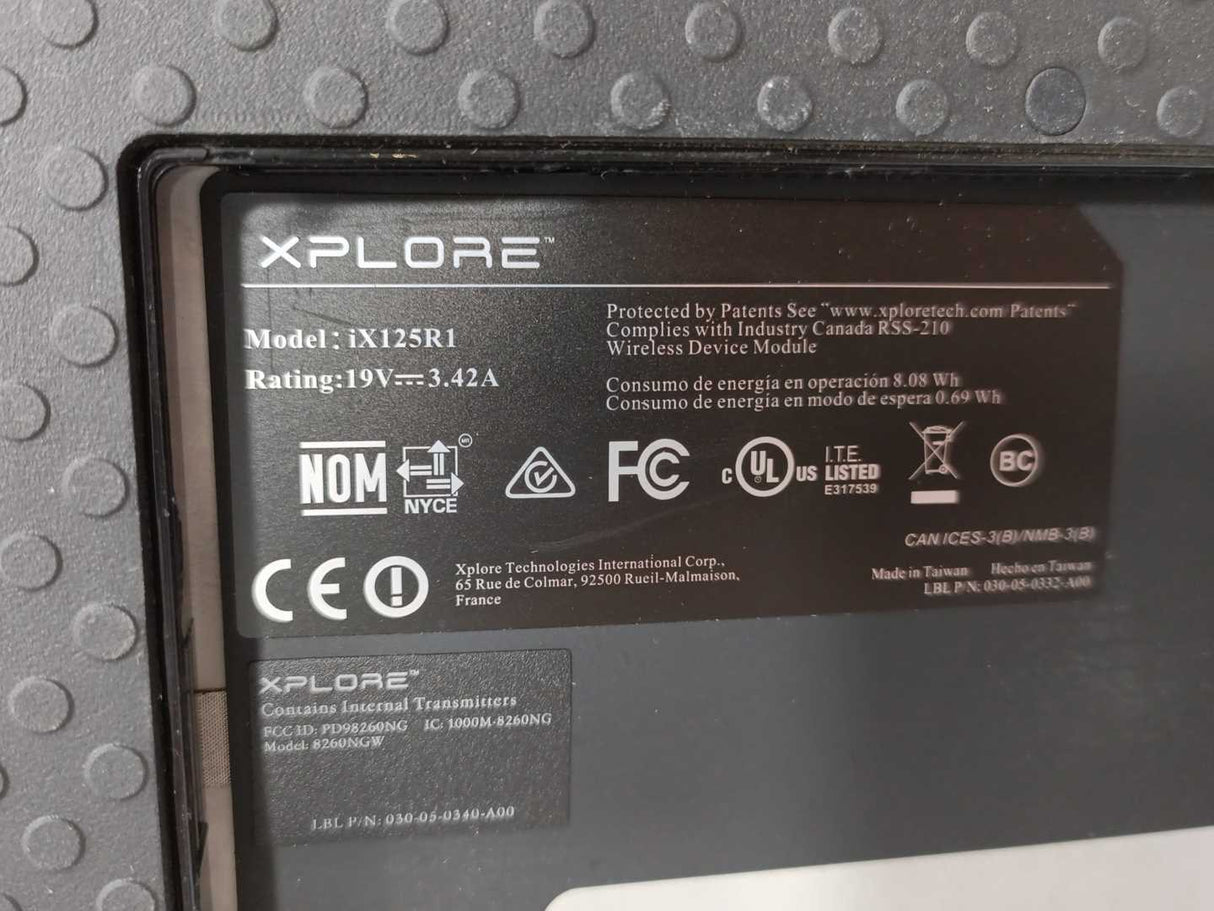 XPLORE™
Model: iX125R1
Rating:19V⎓3.42A
Protected by Patents See "www.xploretech.com/Patents"
Complies with Industry Canada RSS-210
Wireless Device Module
Consumo de energía en operación 8.08 Wh
Consumo de energía en modo de espera 0.69 Wh
NOM
NYCE
FC
c UL US
I.T.E.
LISTED
E317539
BC
CAN ICES-3(B)/NMB-3(B)
CE
Xplore Technologies International Corp.,
65 Rue de Colmar, 92500 Rueil-Malmaison,
France
Made in Taiwan Hecho en Taiwan
LBL P/N: 030-05-0332-A00
XPLORE™
Contains Internal Transmitters
FCC ID: PD98260NG IC: 1000M-8260NG
Model: 8260NGW
LBL P/N: 030-05-0340-A00